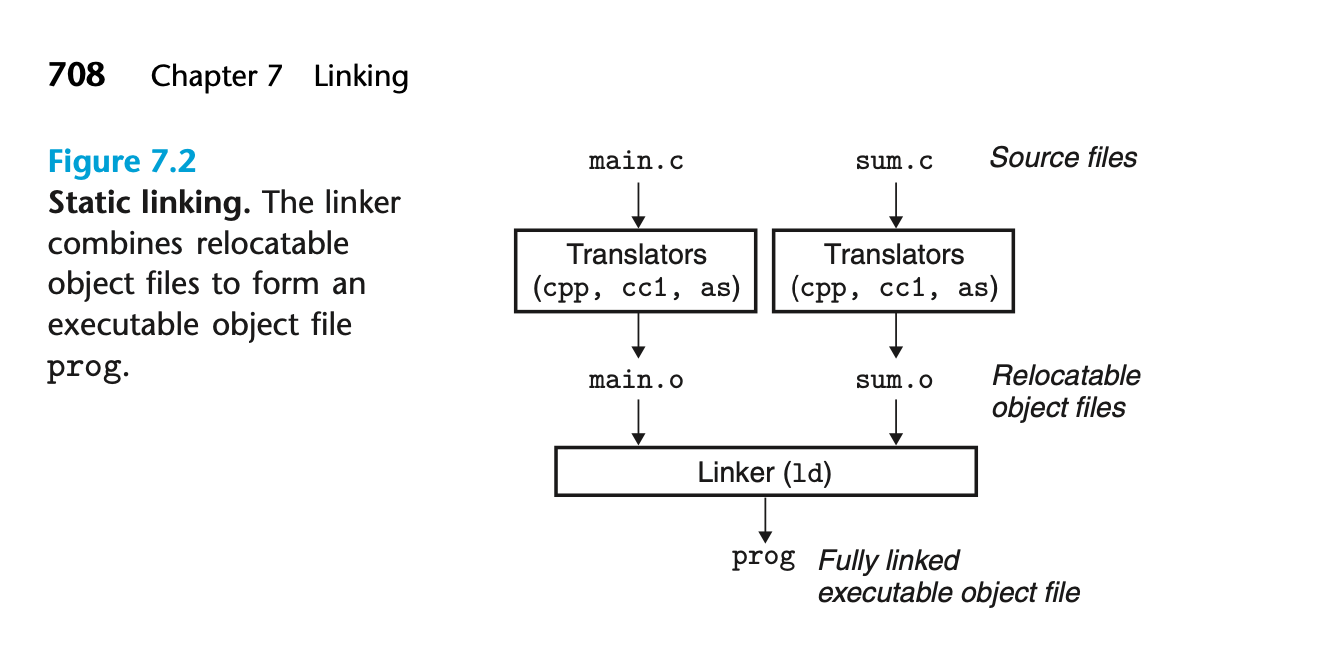 708 Chapter 7 Linking
Figure 7.2
Static linking. The linker
combines relocatable
object files to form an
executable object file
prog.
main.c sum.c Source files
Translators Translators
(cpp, cc1, as) (cpp, cc1, as)
main.o sum.o Relocatable
object files
Linker (ld)
prog Fully linked
executable object file